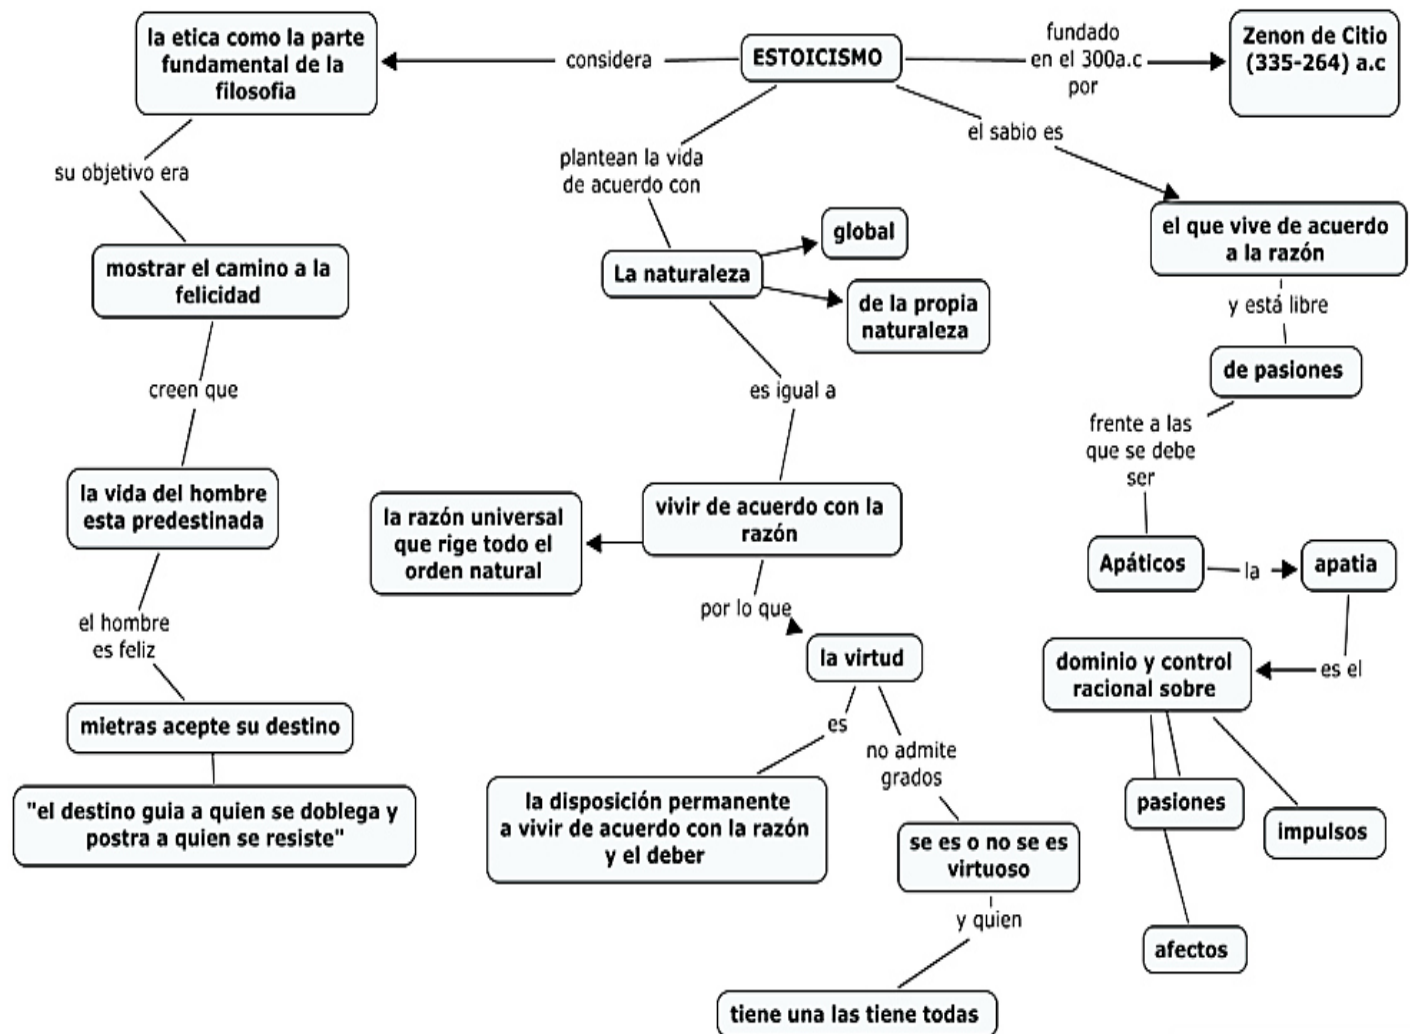 ESTOICISMO
considera
la etica como la parte
fundamental de la
filosofia
su objetivo era
mostrar el camino a la
felicidad
creen que
la vida del hombre
esta predestinada
el hombre
es feliz
mietras acepte su destino
"el destino guia a quien se doblega y
postra a quien se resiste"
plantean la vida
de acuerdo con
La naturaleza
global
de la propia
naturaleza
es igual a
vivir de acuerdo con la
razón
la razón universal
que rige todo el
orden natural
por lo que
la virtud
es
la disposición permanente
a vivir de acuerdo con la razón
y el deber
no admite
grados
se es o no se es
virtuoso
y quien
tiene una las tiene todas
fundado
en el 300a.c
por
Zenon de Citio
(335-264) a.c
el sabio es
el que vive de acuerdo
a la razón
y está libre
de pasiones
frente a las
que se debe
ser
Apáticos
la
apatia
es el
dominio y control
racional sobre
pasiones
impulsos
afectos